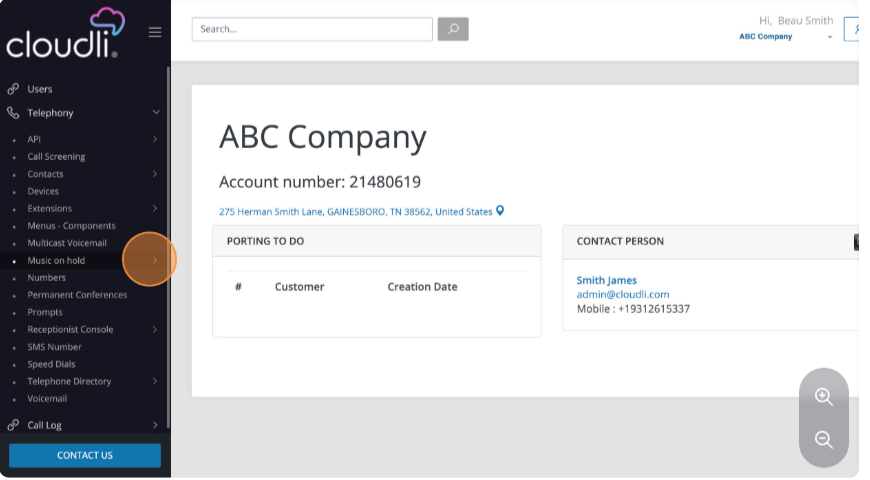 cloudli
Users
Telephony
API
Call Screening
Contacts
Devices
Extensions
Menus - Components
Multicast Voicemail
Music on hold
Numbers
Permanent Conferences
Prompts
Receptionist Console
SMS Number
Speed Dials
Telephone Directory
Voicemail
Call Log
CONTACT US
Search...
Hi, Beau Smith
ABC Company
ABC Company
Account number: 21480619
275 Herman Smith Lane, GAINESBORO, TN 38562, United States
PORTING TO DO
# Customer Creation Date
CONTACT PERSON
Smith James
admin@cloudli.com
Mobile : +19312615337